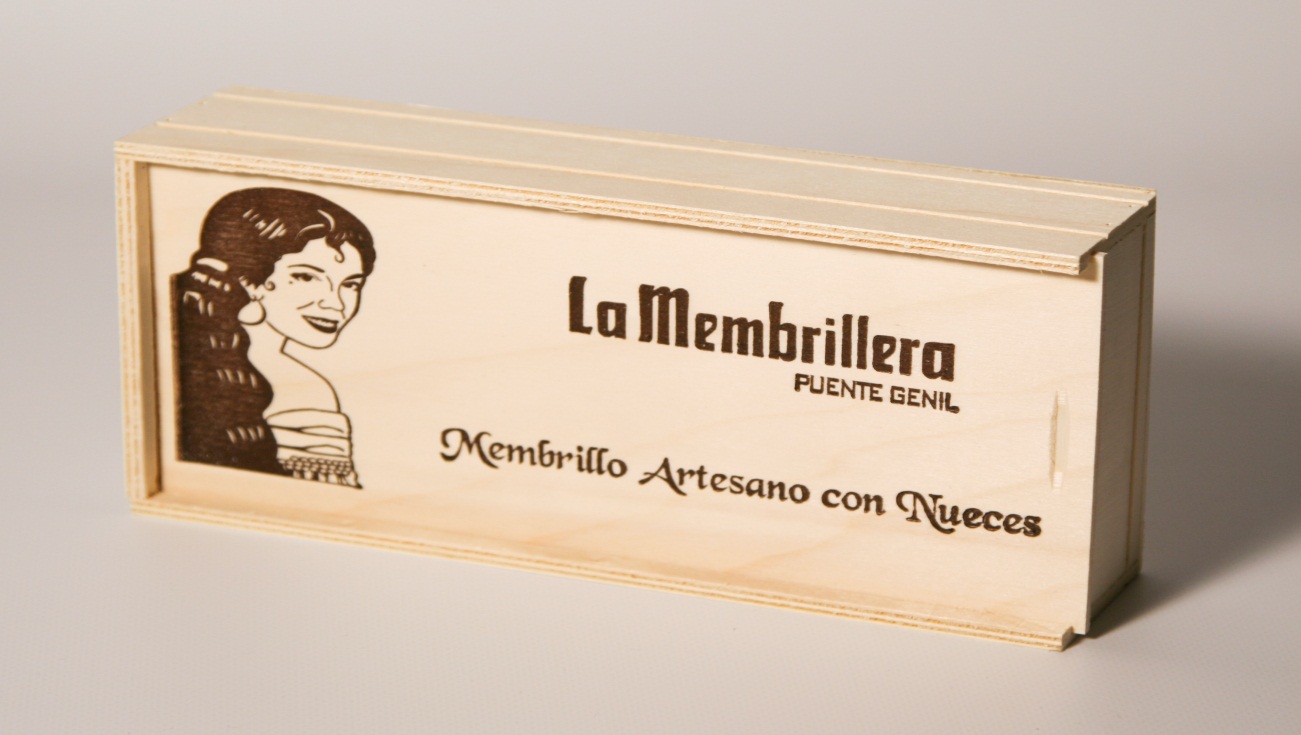 La Membrillera
PUENTE GENIL
Membrillo Artesano con Nueces